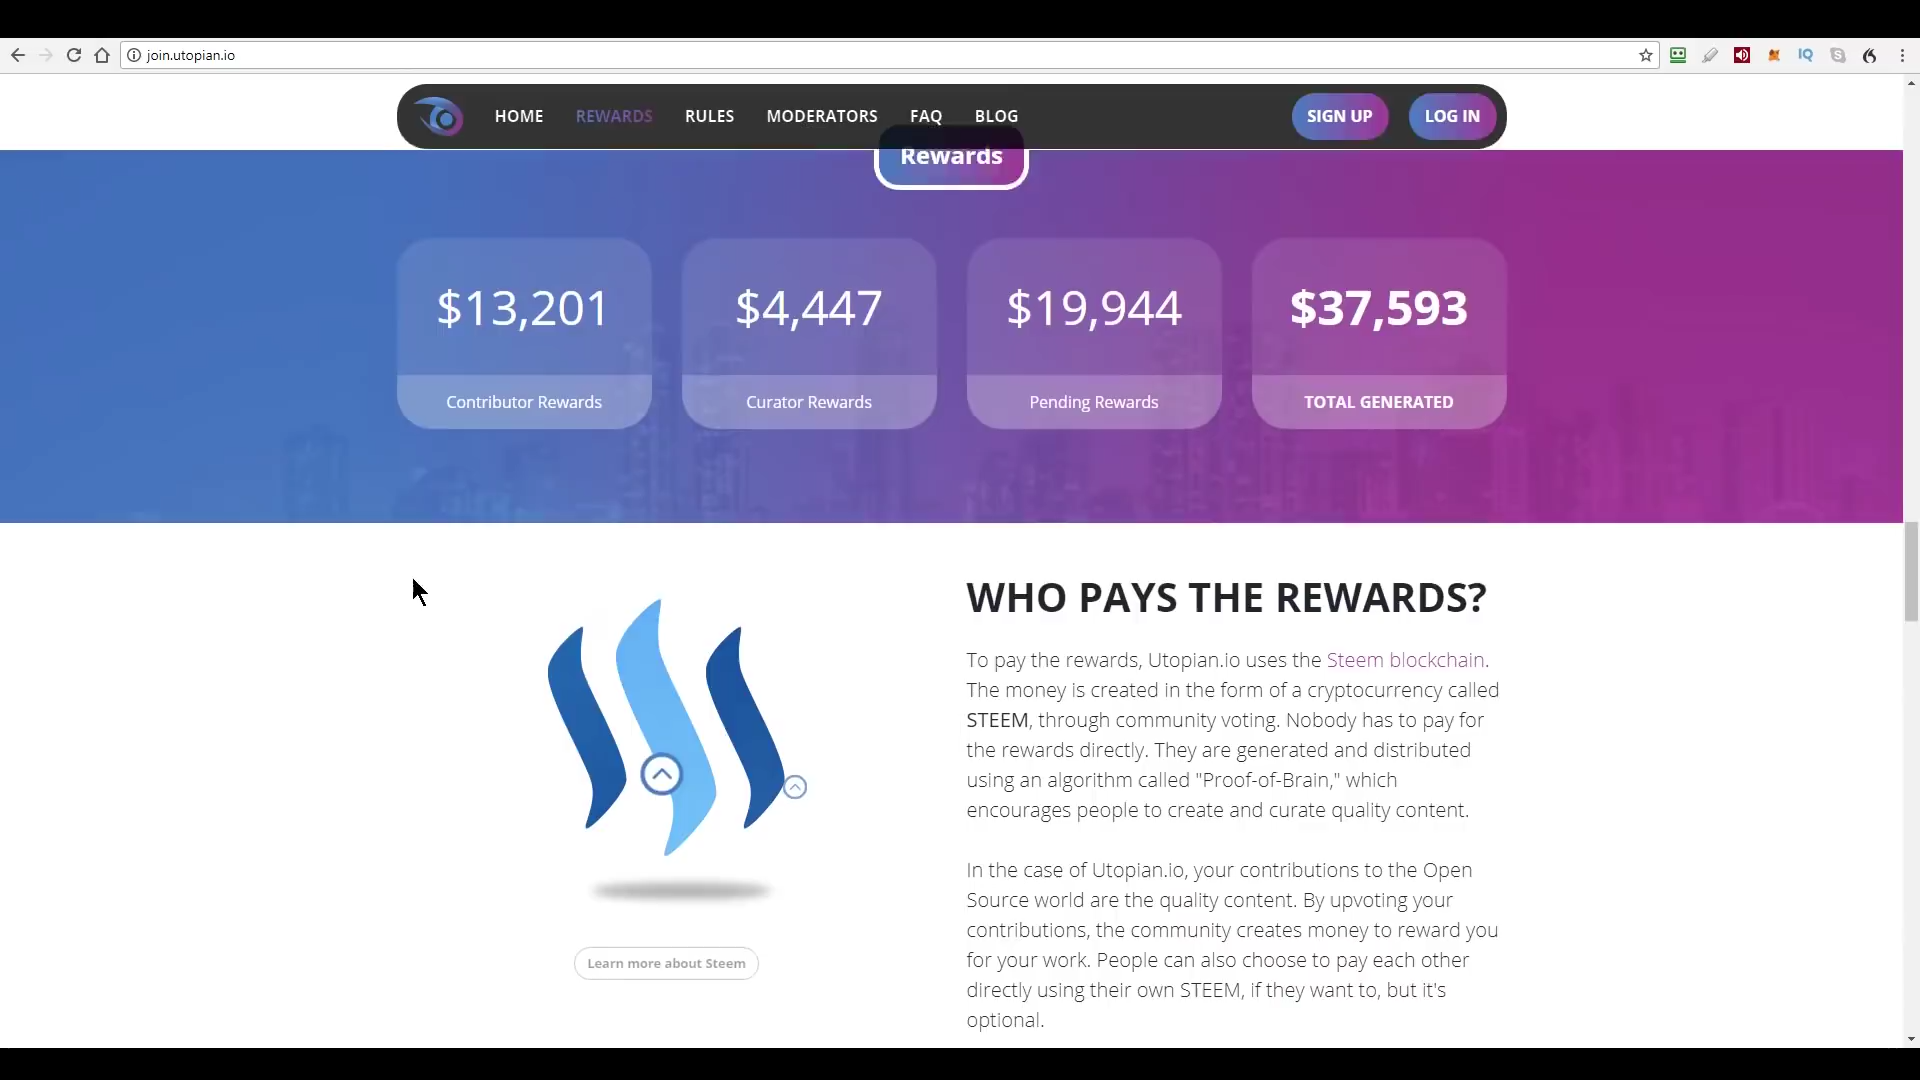 join.utopian.io
HOME REWARDS RULES MODERATORS FAQ BLOG SIGN UP LOG IN
Rewards
$13,201 $4,447 $19,944 $37,593
Contributor Rewards Curator Rewards Pending Rewards TOTAL GENERATED
WHO PAYS THE REWARDS?
To pay the rewards, Utopian.io uses the Steem blockchain.
The money is created in the form of a cryptocurrency called
STEEM, through community voting. Nobody has to pay for
the rewards directly. They are generated and distributed
using an algorithm called "Proof-of-Brain," which
encourages people to create and curate quality content.
In the case of Utopian.io, your contributions to the Open
Source world are the quality content. By upvoting your
contributions, the community creates money to reward you
for your work. People can also choose to pay each other
directly using their own STEEM, if they want to, but it's
optional.
Learn more about Steem
IQ